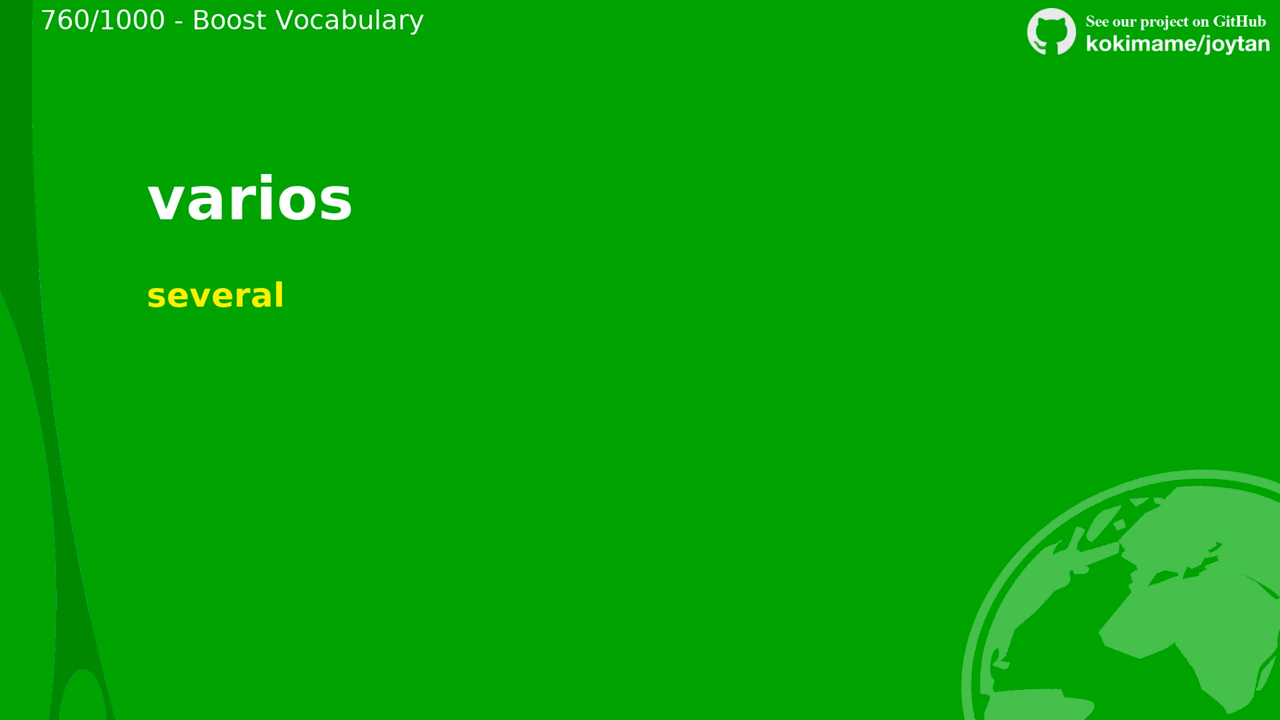 760/1000 - Boost Vocabulary
See our project on GitHub
kokimame/joytan
varios
several